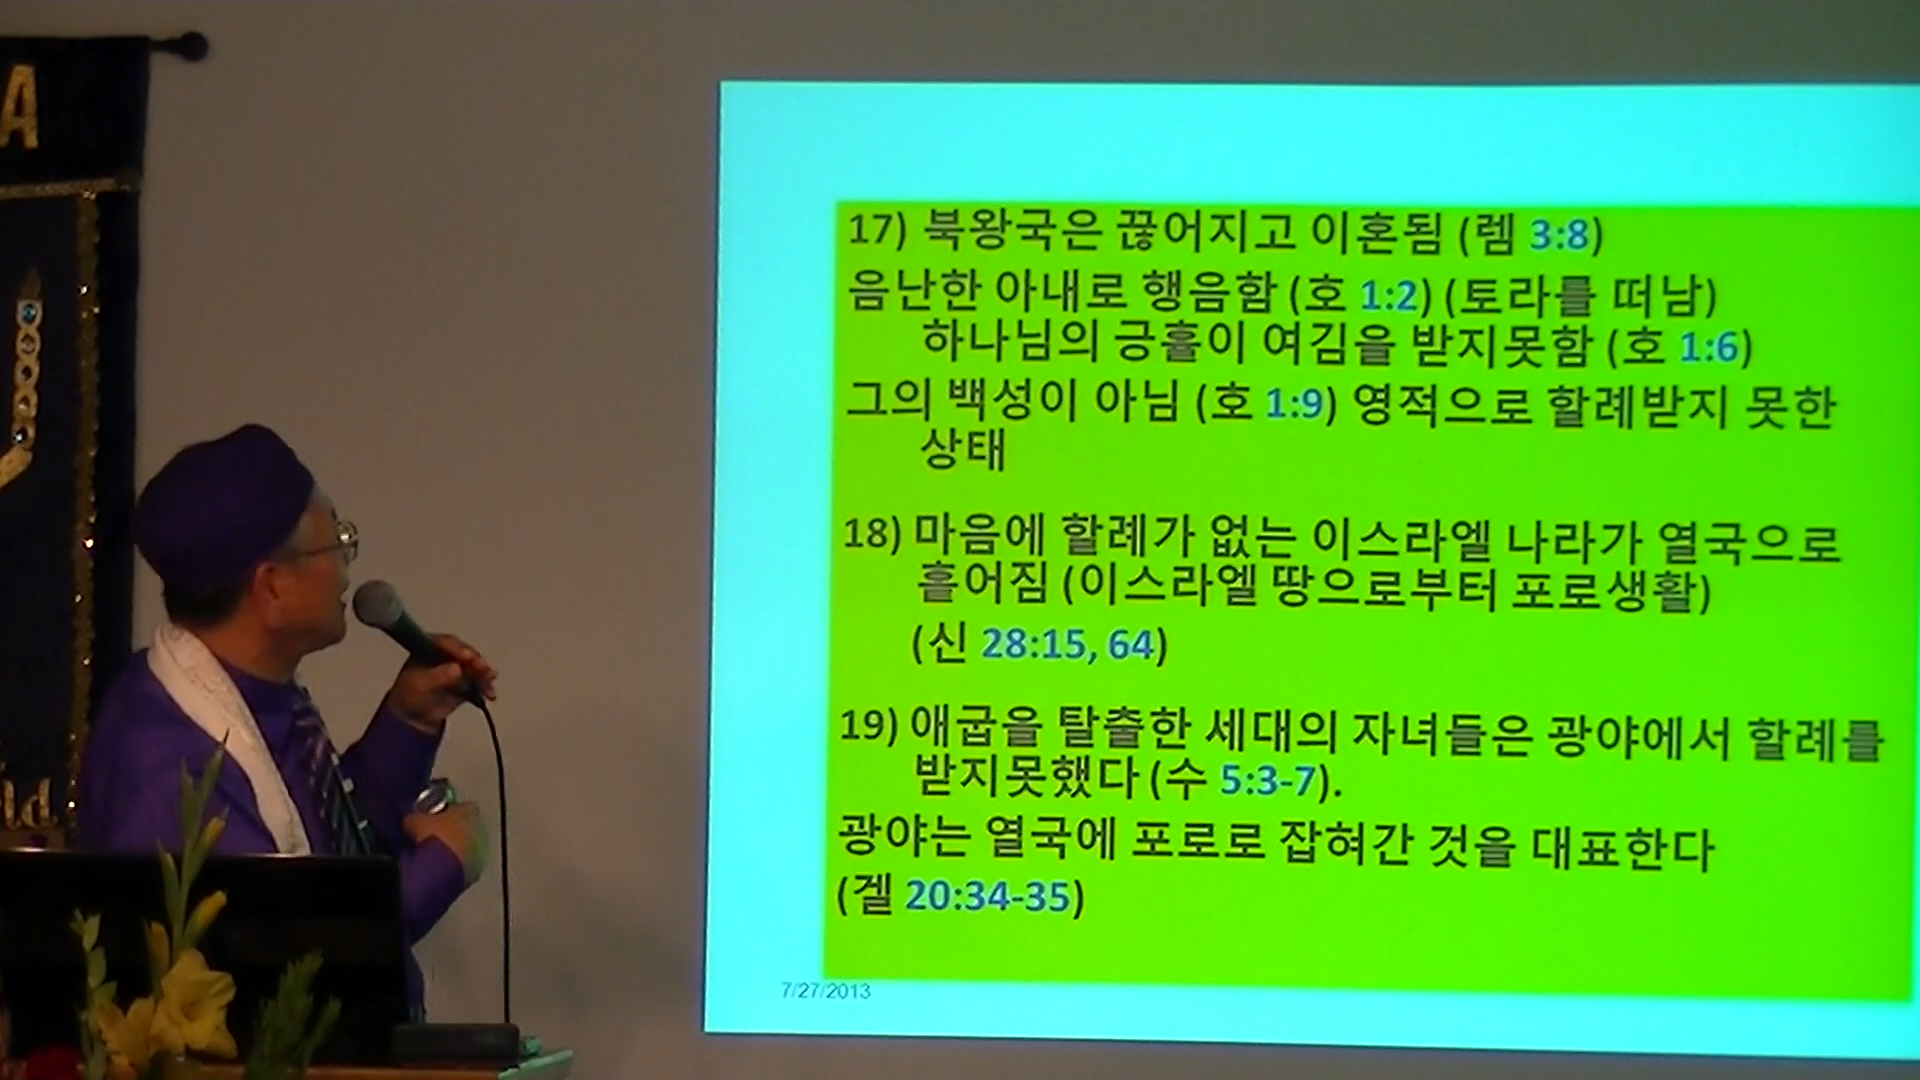 A
17) 북왕국은 끊어지고 이혼됨 (렘 3:8)
음난한 아내로 행음함 (호 1:2) (토라를 떠남)
하나님의 긍휼이 여김을 받지못함 (호 1:6)
그의 백성이 아님 (호 1:9) 영적으로 할례받지 못한
상태
18) 마음에 할례가 없는 이스라엘 나라가 열국으로
흩어짐 (이스라엘 땅으로부터 포로생활)
(신 28:15, 64)
19) 애굽을 탈출한 세대의 자녀들은 광야에서 할례를
받지못했다 (수 5:3-7).
광야는 열국에 포로로 잡혀간 것을 대표한다
(겔 20:34-35)
7/27/2013